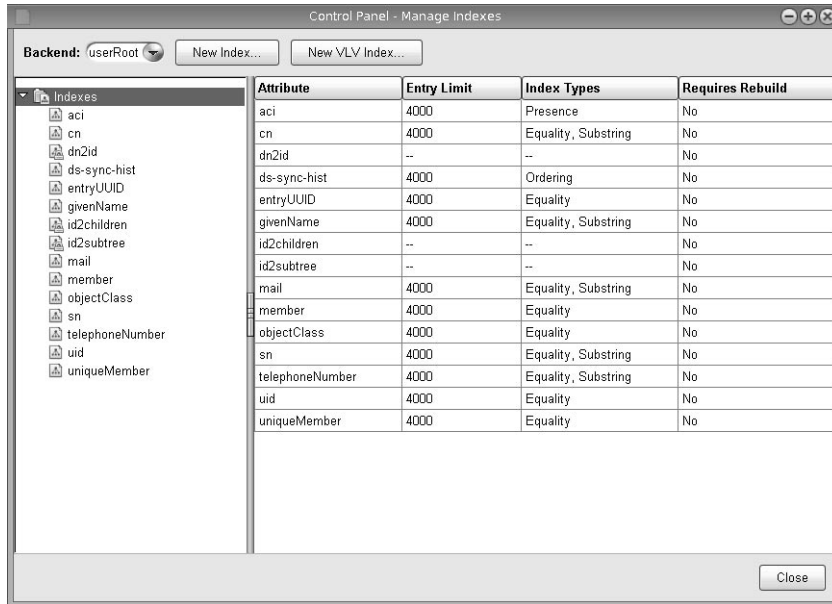 Control Panel - Manage Indexes
Backend: userRoot New Index... New VLV Index...
Indexes
aci
cn
dn2id
ds-sync-hist
entryUUID
givenName
id2children
id2subtree
mail
member
objectClass
sn
telephoneNumber
uid
uniqueMember
Attribute Entry Limit Index Types Requires Rebuild
aci 4000 Presence No
cn 4000 Equality, Substring No
dn2id -- -- No
ds-sync-hist 4000 Ordering No
entryUUID 4000 Equality No
givenName 4000 Equality, Substring No
id2children -- -- No
id2subtree -- -- No
mail 4000 Equality, Substring No
member 4000 Equality No
objectClass 4000 Equality No
sn 4000 Equality, Substring No
telephoneNumber 4000 Equality, Substring No
uid 4000 Equality No
uniqueMember 4000 Equality No
Close